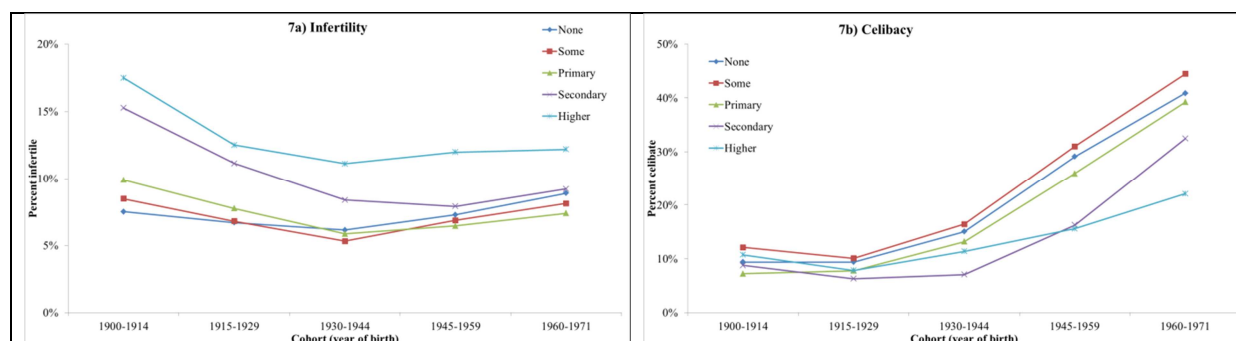 7a) Infertility
20%
15%
10%
5%
0%
Percent infertile
None
Some
Primary
Secondary
Higher
1900-1914 1915-1929 1930-1944 1945-1959 1960-1971
Cohort (year of birth)
7b) Celibacy
50%
40%
30%
20%
10%
0%
Percent celibate
None
Some
Primary
Secondary
Higher
1900-1914 1915-1929 1930-1944 1945-1959 1960-1971
Cohort (year of birth)